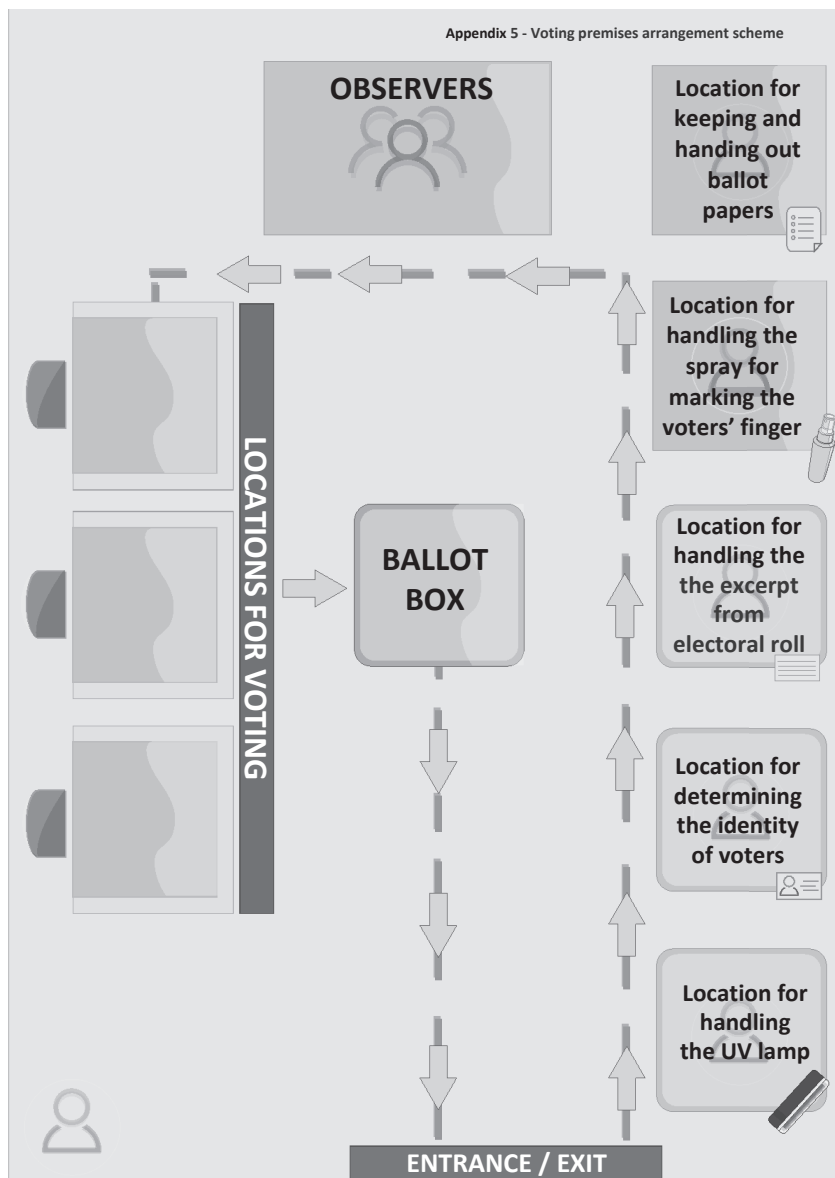 Appendix 5 - Voting premises arrangement scheme
OBSERVERS
Location for
keeping and
handing out
ballot
papers
Location for
handling the
spray for
marking the
voters' finger
LOCATIONS FOR VOTING
BALLOT
BOX
Location for
handling the
the excerpt
from
electoral roll
Location for
determining
the identity
of voters
Location for
handling
the UV lamp
ENTRANCE / EXIT